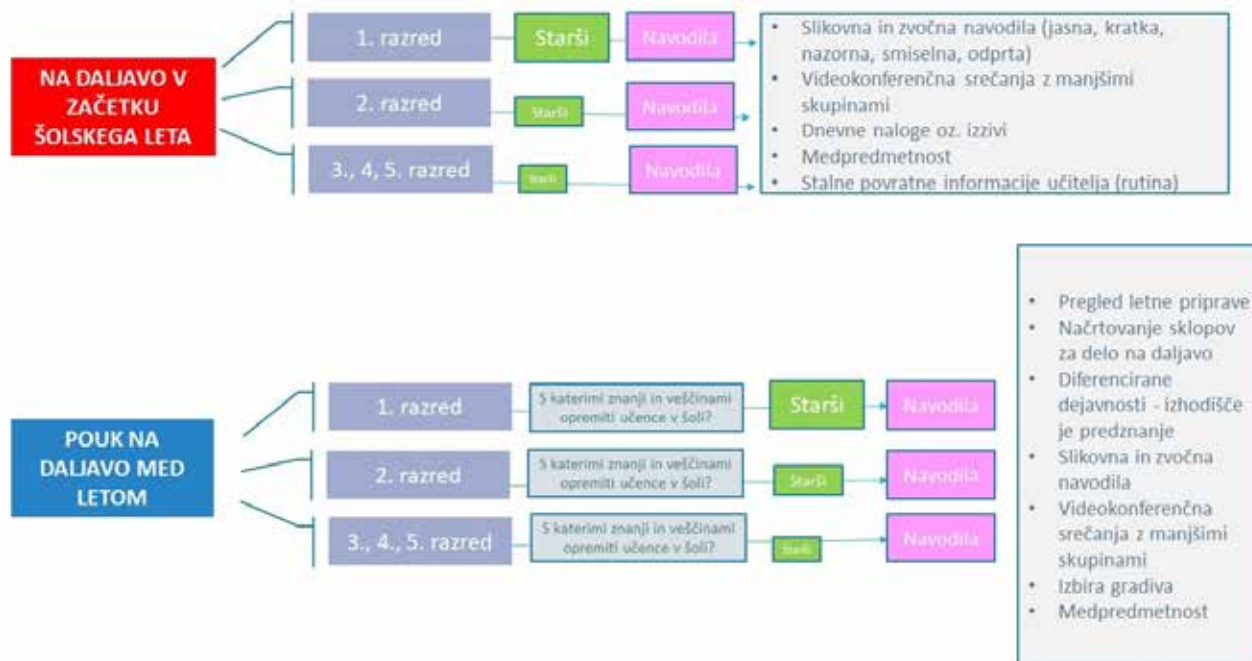 NA DALJAVO V
ZAČETKU
ŠOLSKEGA LETA
1. razred
Starši
Navodila
2. razred
Starši
Navodila
3., 4, 5. razred
Starši
Navodila
• Slikovna in zvočna navodila (jasna, kratka,
nazorna, smiselna, odprta)
• Videokonferenčna srečanja z manjšimi
skupinami
• Dnevne naloge oz. izzivi
• Medpredmetnost
• Stalne povratne informacije učitelja (rutina)
POUK NA
DALJAVO MED
LETOM
1. razred
S katerimi znanji in veščinami
opremiti učence v šoli?
Starši
Navodila
2. razred
S katerimi znanji in veščinami
opremiti učence v šoli?
Starši
Navodila
3., 4., 5. razred
S katerimi znanji in veščinami
opremiti učence v šoli?
Starši
Navodila
• Pregled letne priprave
• Načrtovanje sklopov
za delo na daljavo
• Diferencirane
dejavnosti - izhodišče
je predznanje
• Slikovna in zvočna
navodila
• Videokonferenčna
srečanja z manjšimi
skupinami
• Izbira gradiva
• Medpredmetnost